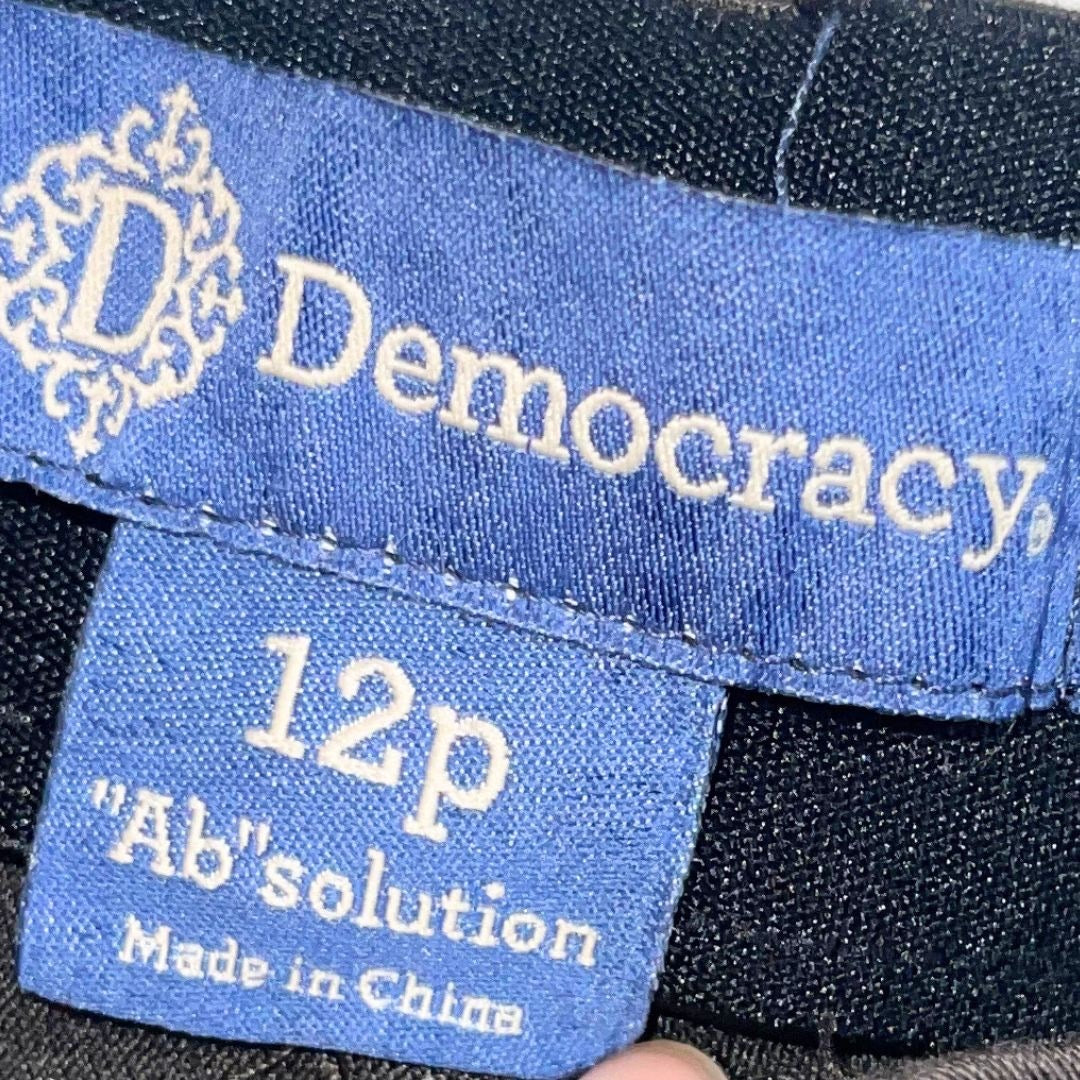 D Democracy®
12p
"Ab"solution
Made in China